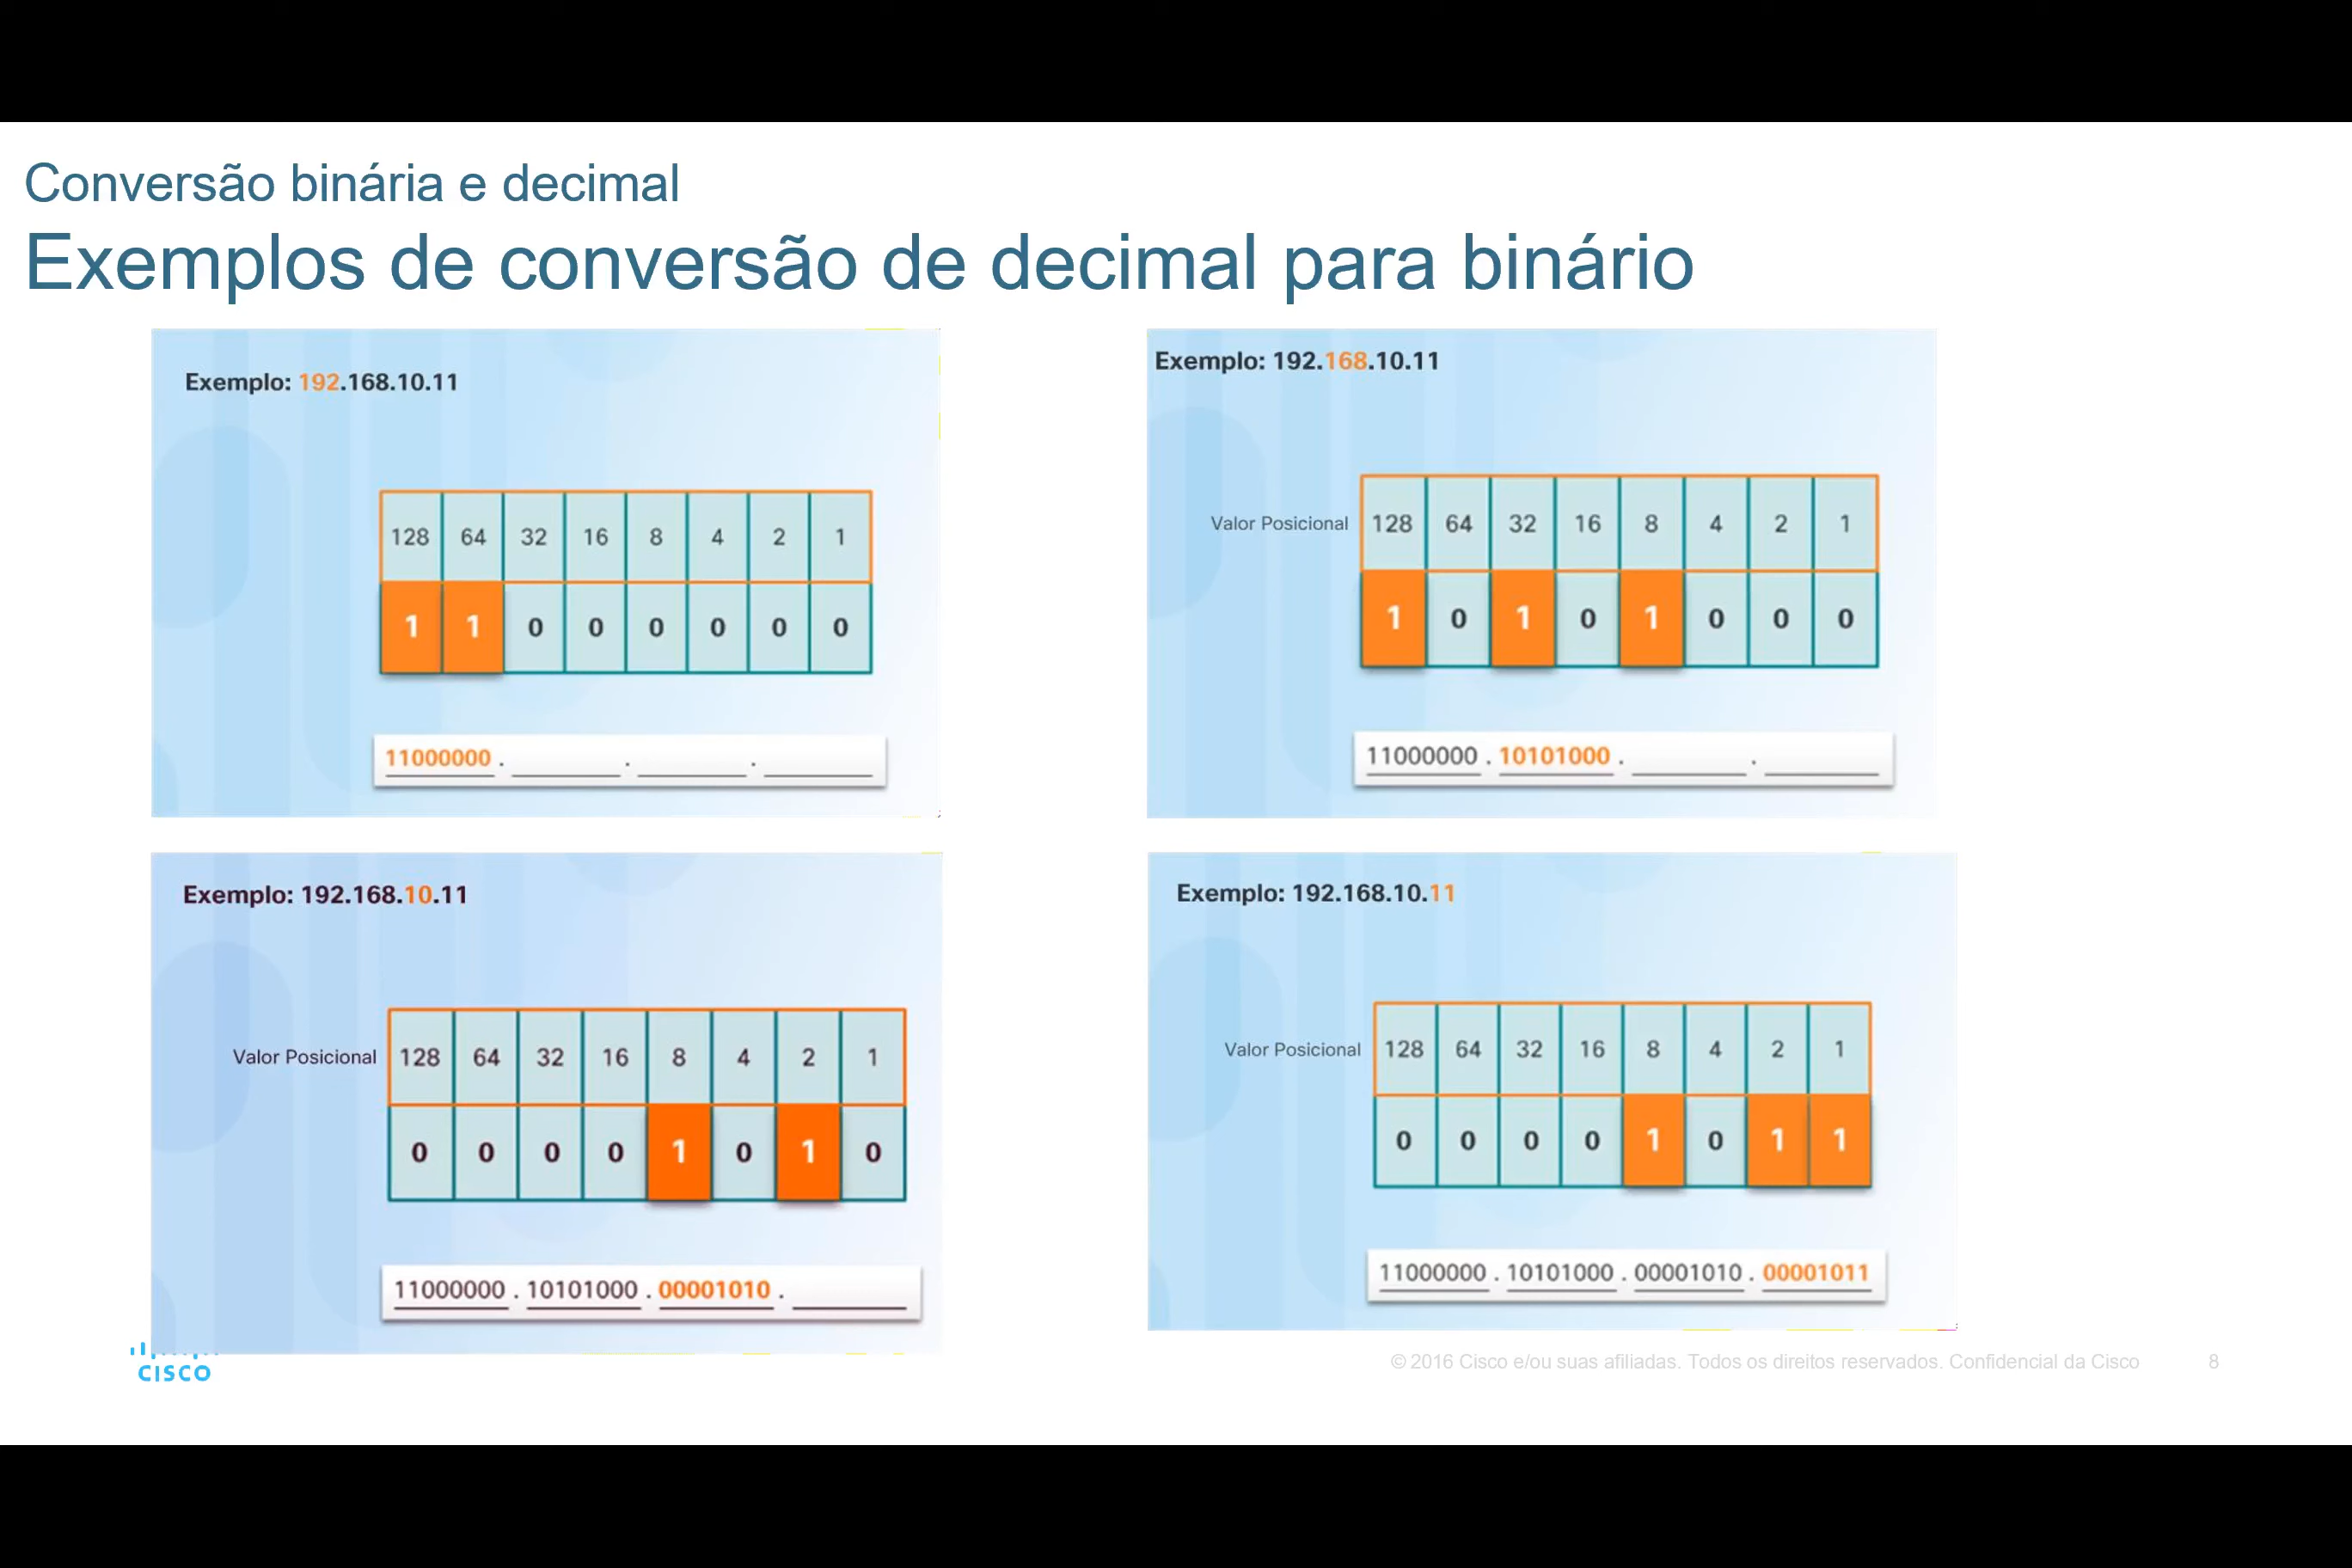 Conversão binária e decimal
Exemplos de conversão de decimal para binário
Exemplo: 192.168.10.11
128 64 32 16 8 4 2 1
1 1 0 0 0 0 0 0
11000000 . ________ . ________ . ________
Exemplo: 192.168.10.11
Valor Posicional 128 64 32 16 8 4 2 1
1 0 1 0 1 0 0 0
11000000 . 10101000 . ________ . ________
Exemplo: 192.168.10.11
Valor Posicional 128 64 32 16 8 4 2 1
0 0 0 0 1 0 1 0
11000000 . 10101000 . 00001010 . ________
Exemplo: 192.168.10.11
Valor Posicional 128 64 32 16 8 4 2 1
0 0 0 0 1 0 1 1
11000000 . 10101000 . 00001010 . 00001011
CISCO
© 2016 Cisco e/ou suas afiliadas. Todos os direitos reservados. Confidencial da Cisco 8